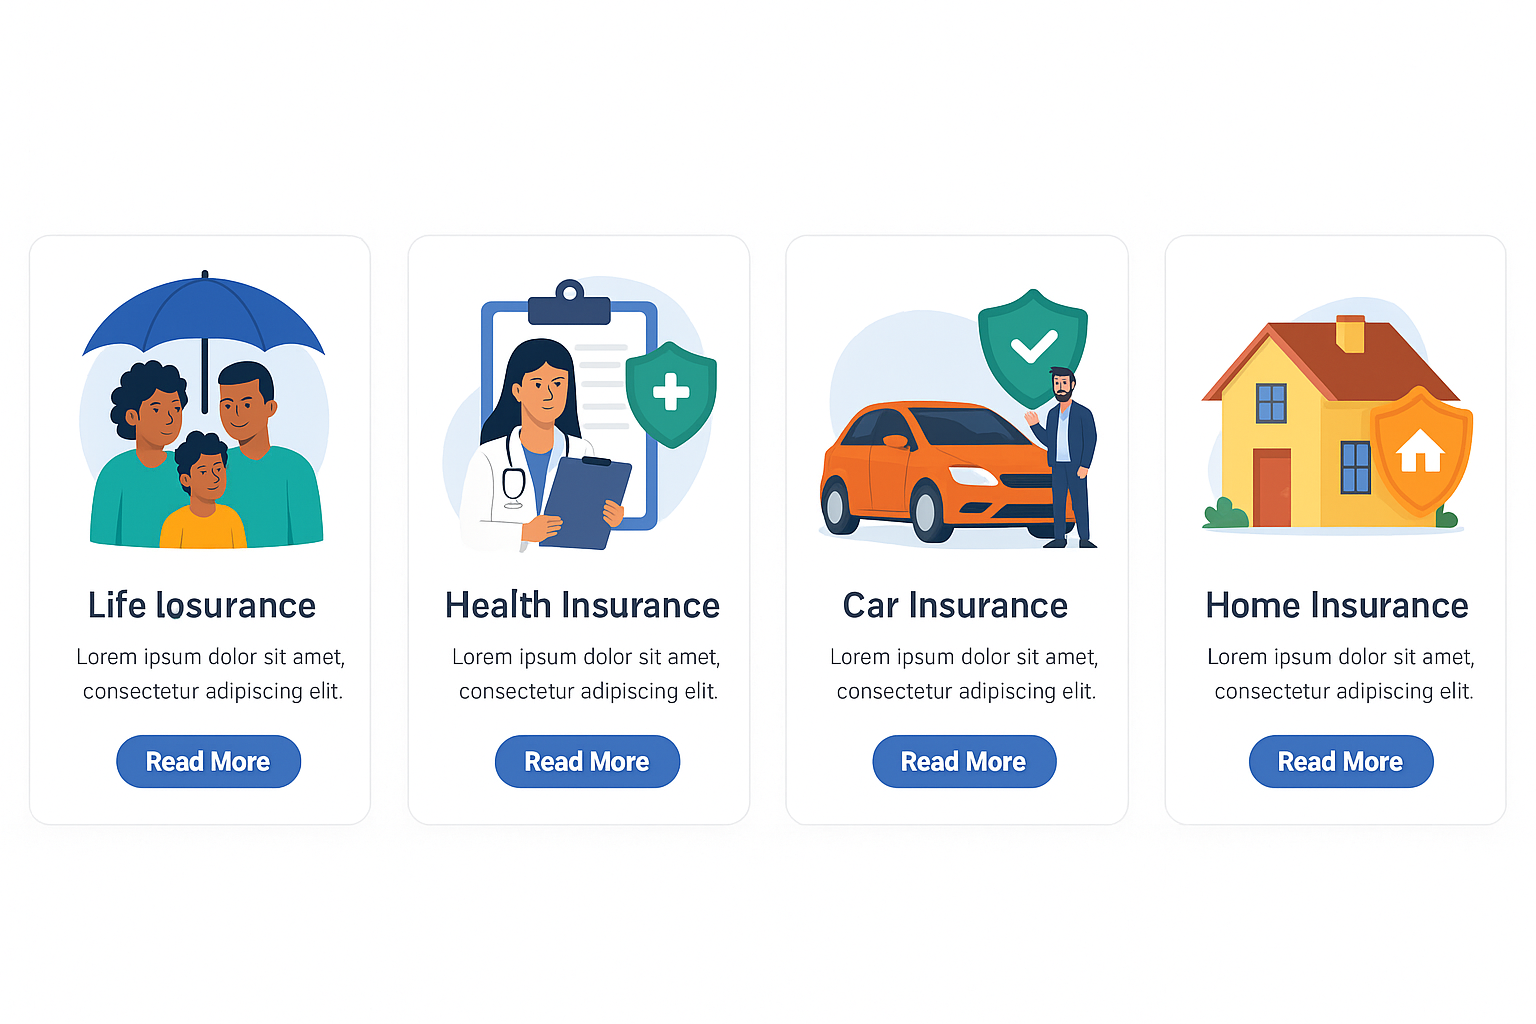 Life Iosurance
Lorem ipsum dolor sit amet,
consectetur adipiscing elit.
Read More
Health Insurance
Lorem ipsum dolor sit amet,
consectetur adipiscing elit.
Read More
Car Insurance
Lorem ipsum dolor sit amet,
consectetur adipiscing elit.
Read More
Home Insurance
Lorem ipsum dolor sit amet,
consectetur adipiscing elit.
Read More